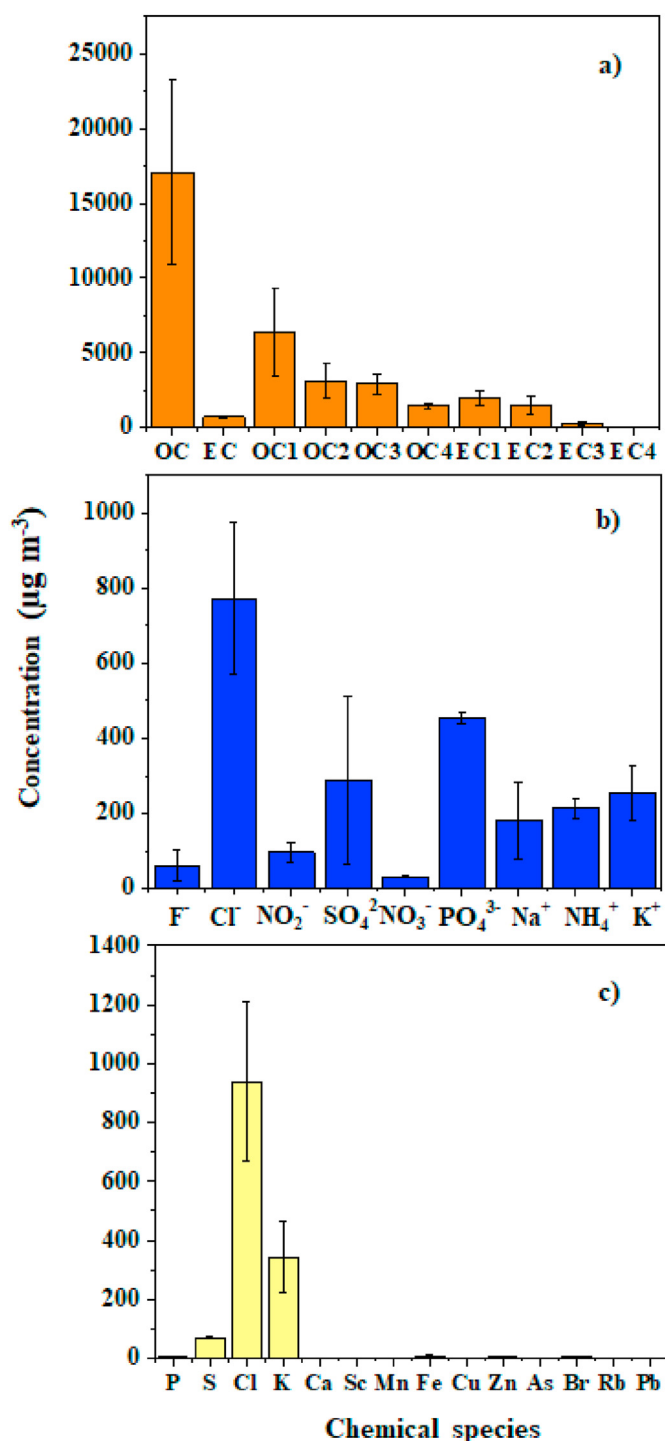 a)
25000
20000
15000
10000
5000
0
OC EC OC1 OC2 OC3 OC4 EC1 EC2 EC3 EC4
Concentration (µg m⁻³)
b)
1000
800
600
400
200
0
F⁻ Cl⁻ NO₂⁻ SO₄² NO₃⁻ PO₄³⁻ Na⁺ NH₄⁺ K⁺
c)
1400
1200
1000
800
600
400
200
0
P S Cl K Ca Sc Mn Fe Cu Zn As Br Rb Pb
Chemical species